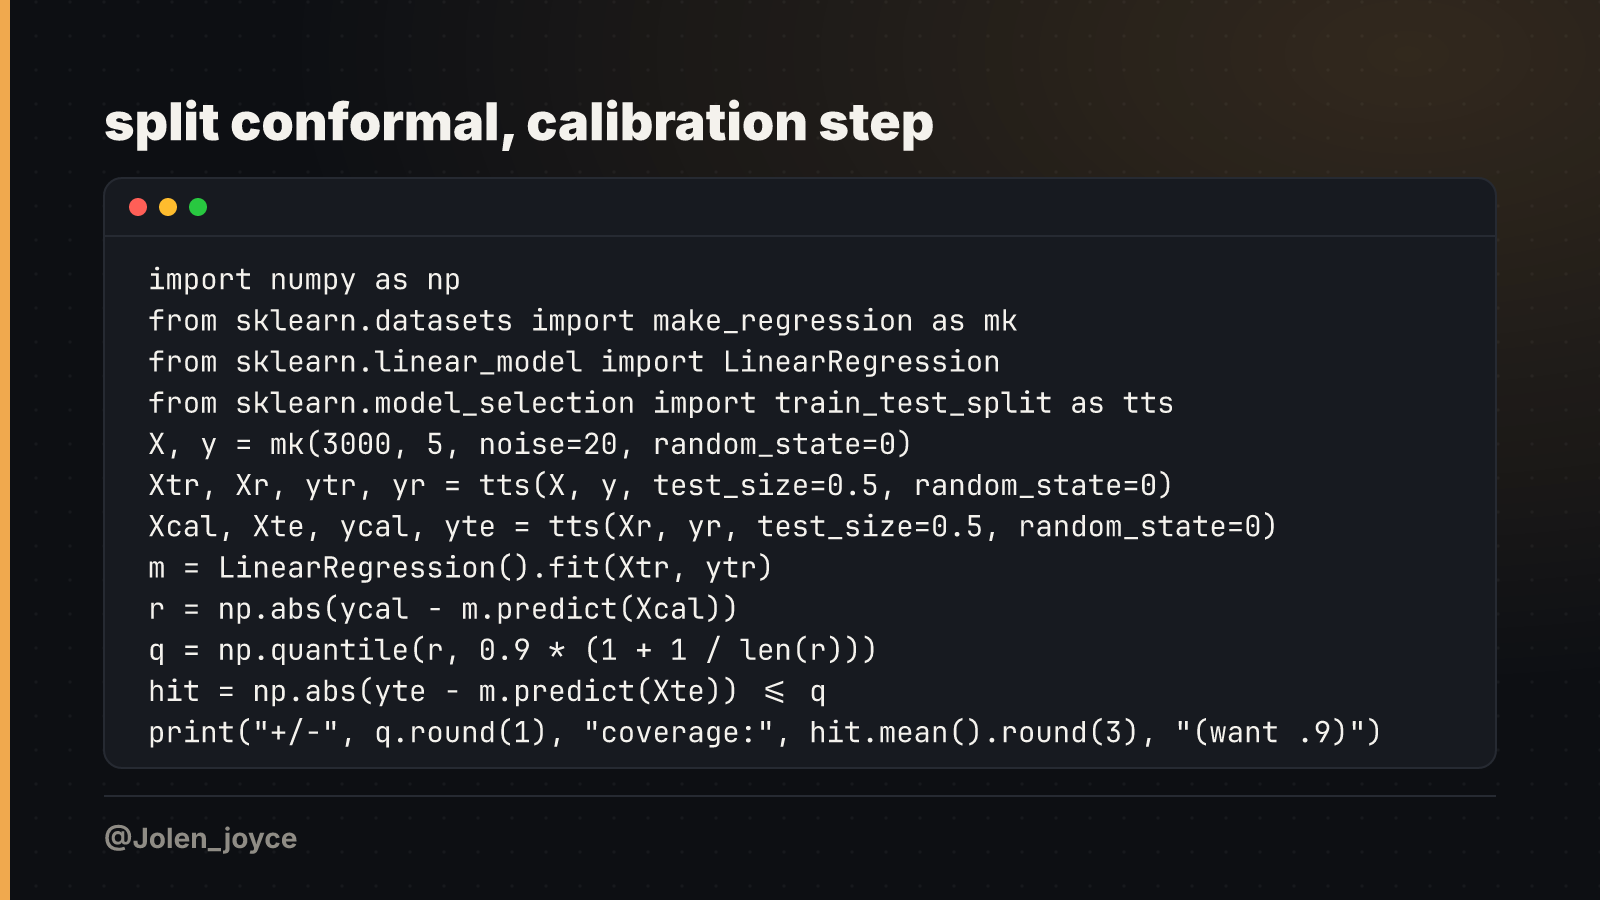 split conformal, calibration step
import numpy as np
from sklearn.datasets import make_regression as mk
from sklearn.linear_model import LinearRegression
from sklearn.model_selection import train_test_split as tts
X, y = mk(3000, 5, noise=20, random_state=0)
Xtr, Xr, ytr, yr = tts(X, y, test_size=0.5, random_state=0)
Xcal, Xte, ycal, yte = tts(Xr, yr, test_size=0.5, random_state=0)
m = LinearRegression().fit(Xtr, ytr)
r = np.abs(ycal - m.predict(Xcal))
q = np.quantile(r, 0.9 * (1 + 1 / len(r)))
hit = np.abs(yte - m.predict(Xte)) <= q
print("+/-", q.round(1), "coverage:", hit.mean().round(3), "(want .9)")
@Jolen_joyce